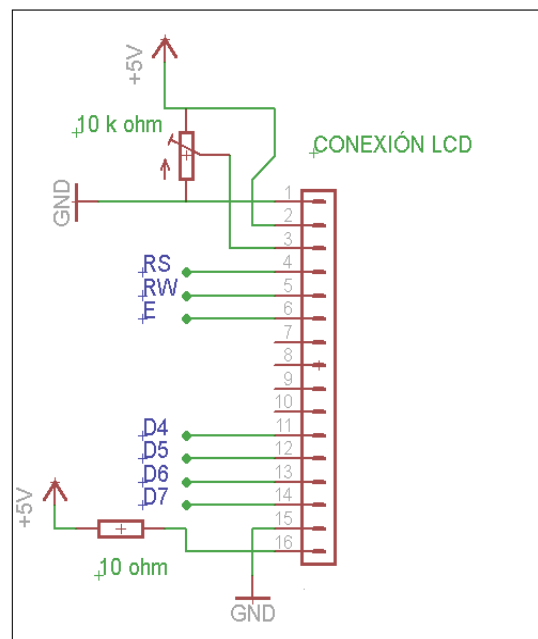 +5V
10 k ohm
CONEXIÓN LCD
GND
1
2
3
RS
4
RW
5
E
6
7
8
9
10
D4
11
D5
12
D6
13
D7
14
+5V
15
16
10 ohm
GND